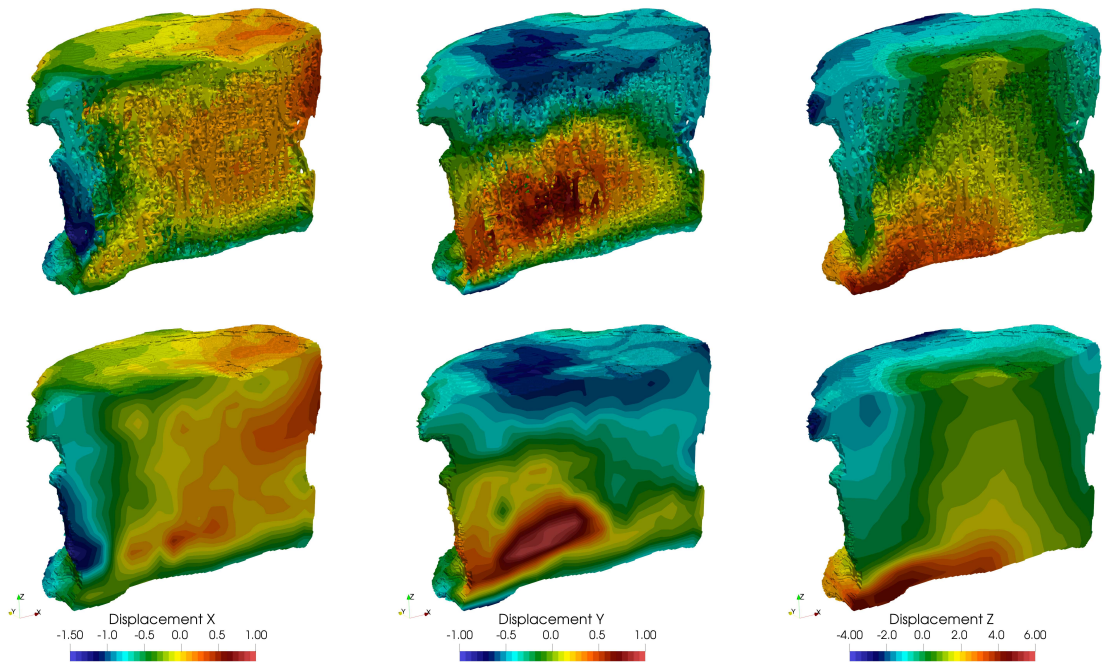 Z
Y X
Displacement X
-1.50 -1.0 -0.5 0.0 0.5 1.00
Z
Y X
Displacement Y
-1.00 -0.5 0.0 0.5 1.00
Z
Y X
Displacement Z
-4.00 -2.0 0.0 2.0 4.0 6.00